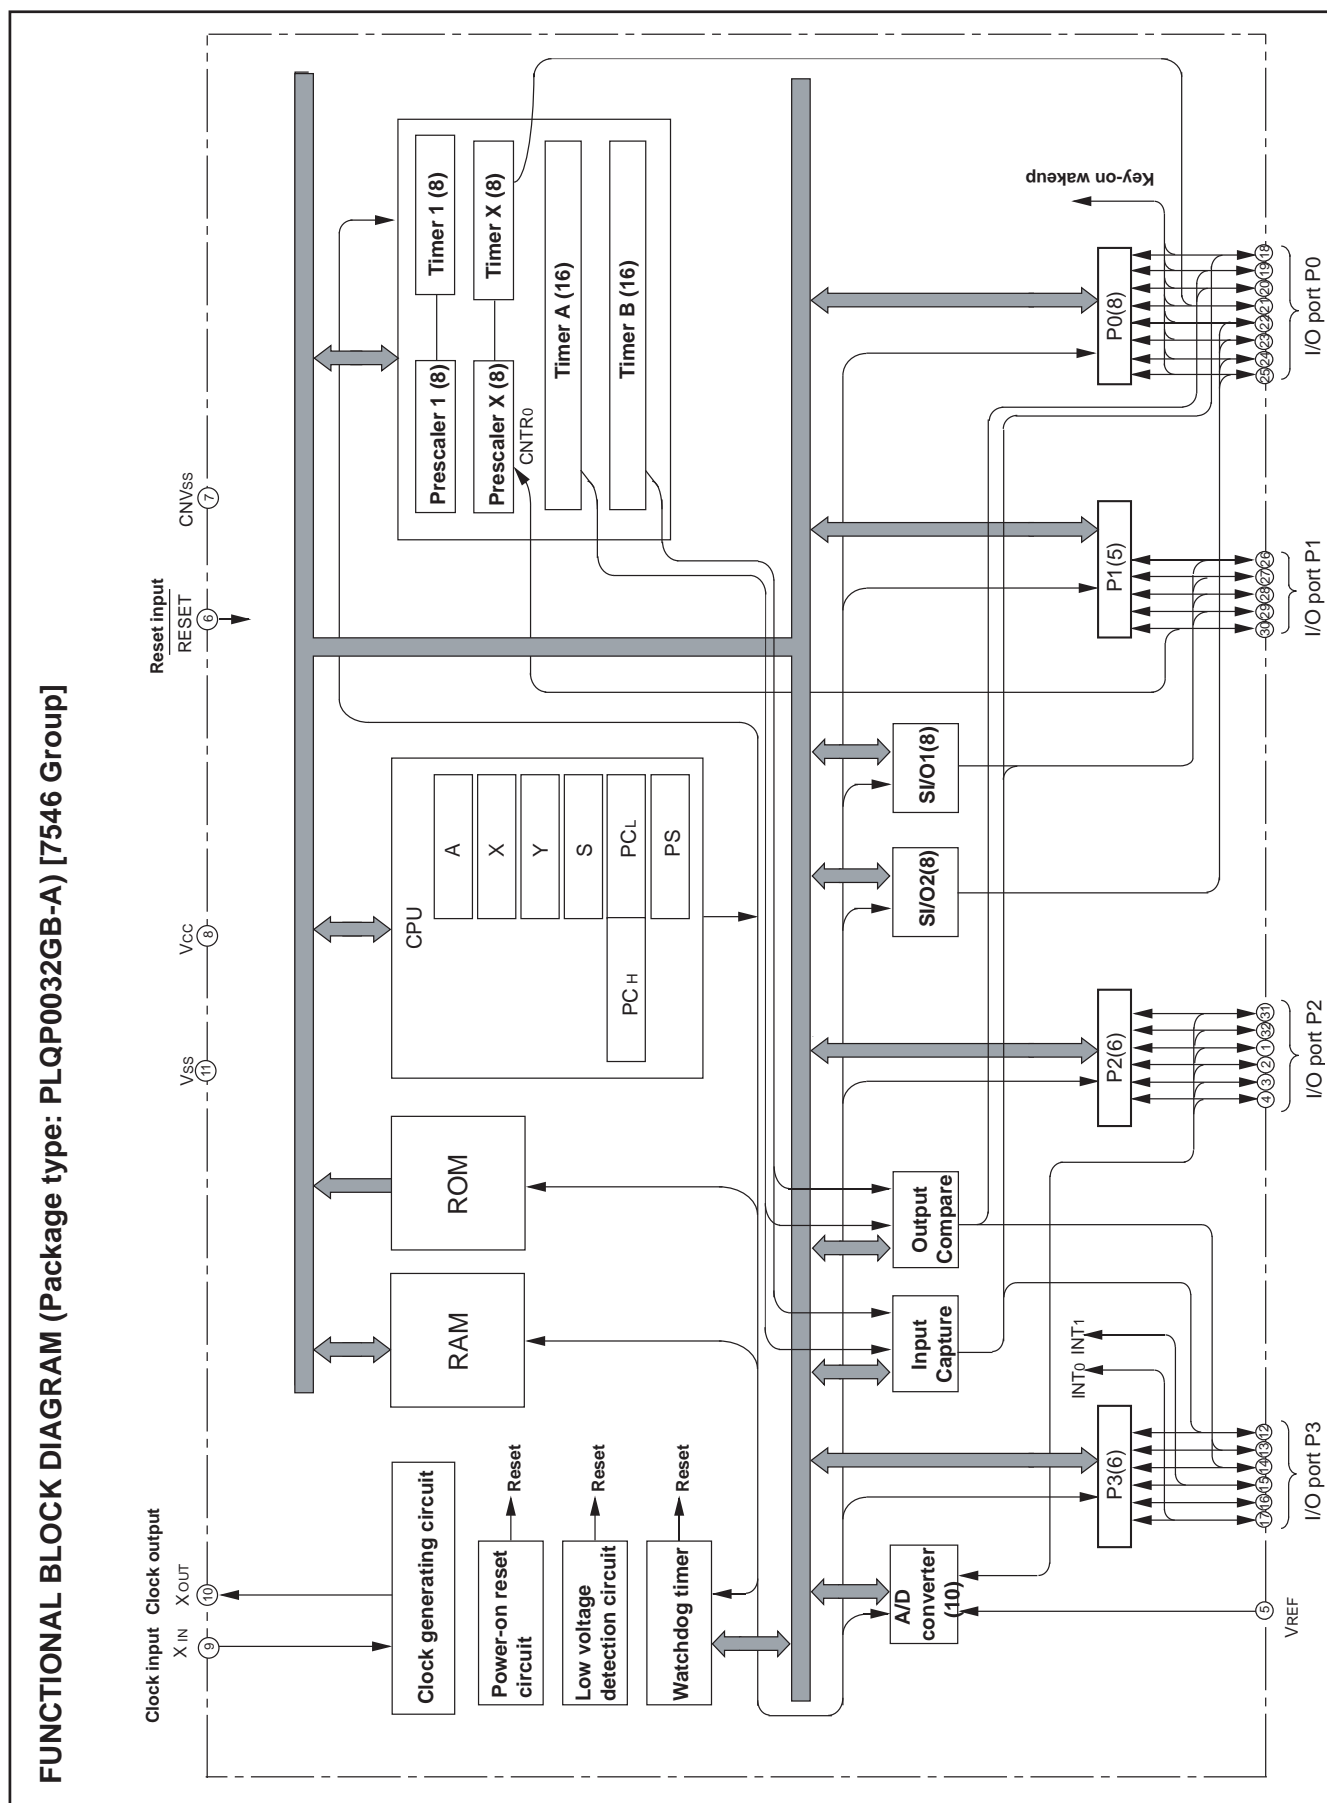 FUNCTIONAL BLOCK DIAGRAM (Package type: PLQP0032GB-A) [7546 Group]
Clock input
XIN
9
Clock output
XOUT
10
VSS
11
VCC
8
Reset input
RESET
6
CNVSS
7
Clock generating circuit
Power-on reset
circuit
Reset
Low voltage
detection circuit
Reset
Watchdog timer
Reset
RAM
ROM
CPU
A
X
Y
S
PCH
PCL
PS
Prescaler 1 (8)
Timer 1 (8)
Prescaler X (8)
Timer X (8)
CNTR0
Timer A (16)
Timer B (16)
A/D
converter
(10)
Input
Capture
Output
Compare
SI/O2(8)
SI/O1(8)
INT0
INT1
Key-on wakeup
P3(6)
P2(6)
P1(5)
P0(8)
5
VREF
17
16
15
14
13
12
I/O port P3
4
3
2
1
32
31
I/O port P2
30
29
28
27
26
I/O port P1
25
24
23
22
21
20
19
18
I/O port P0